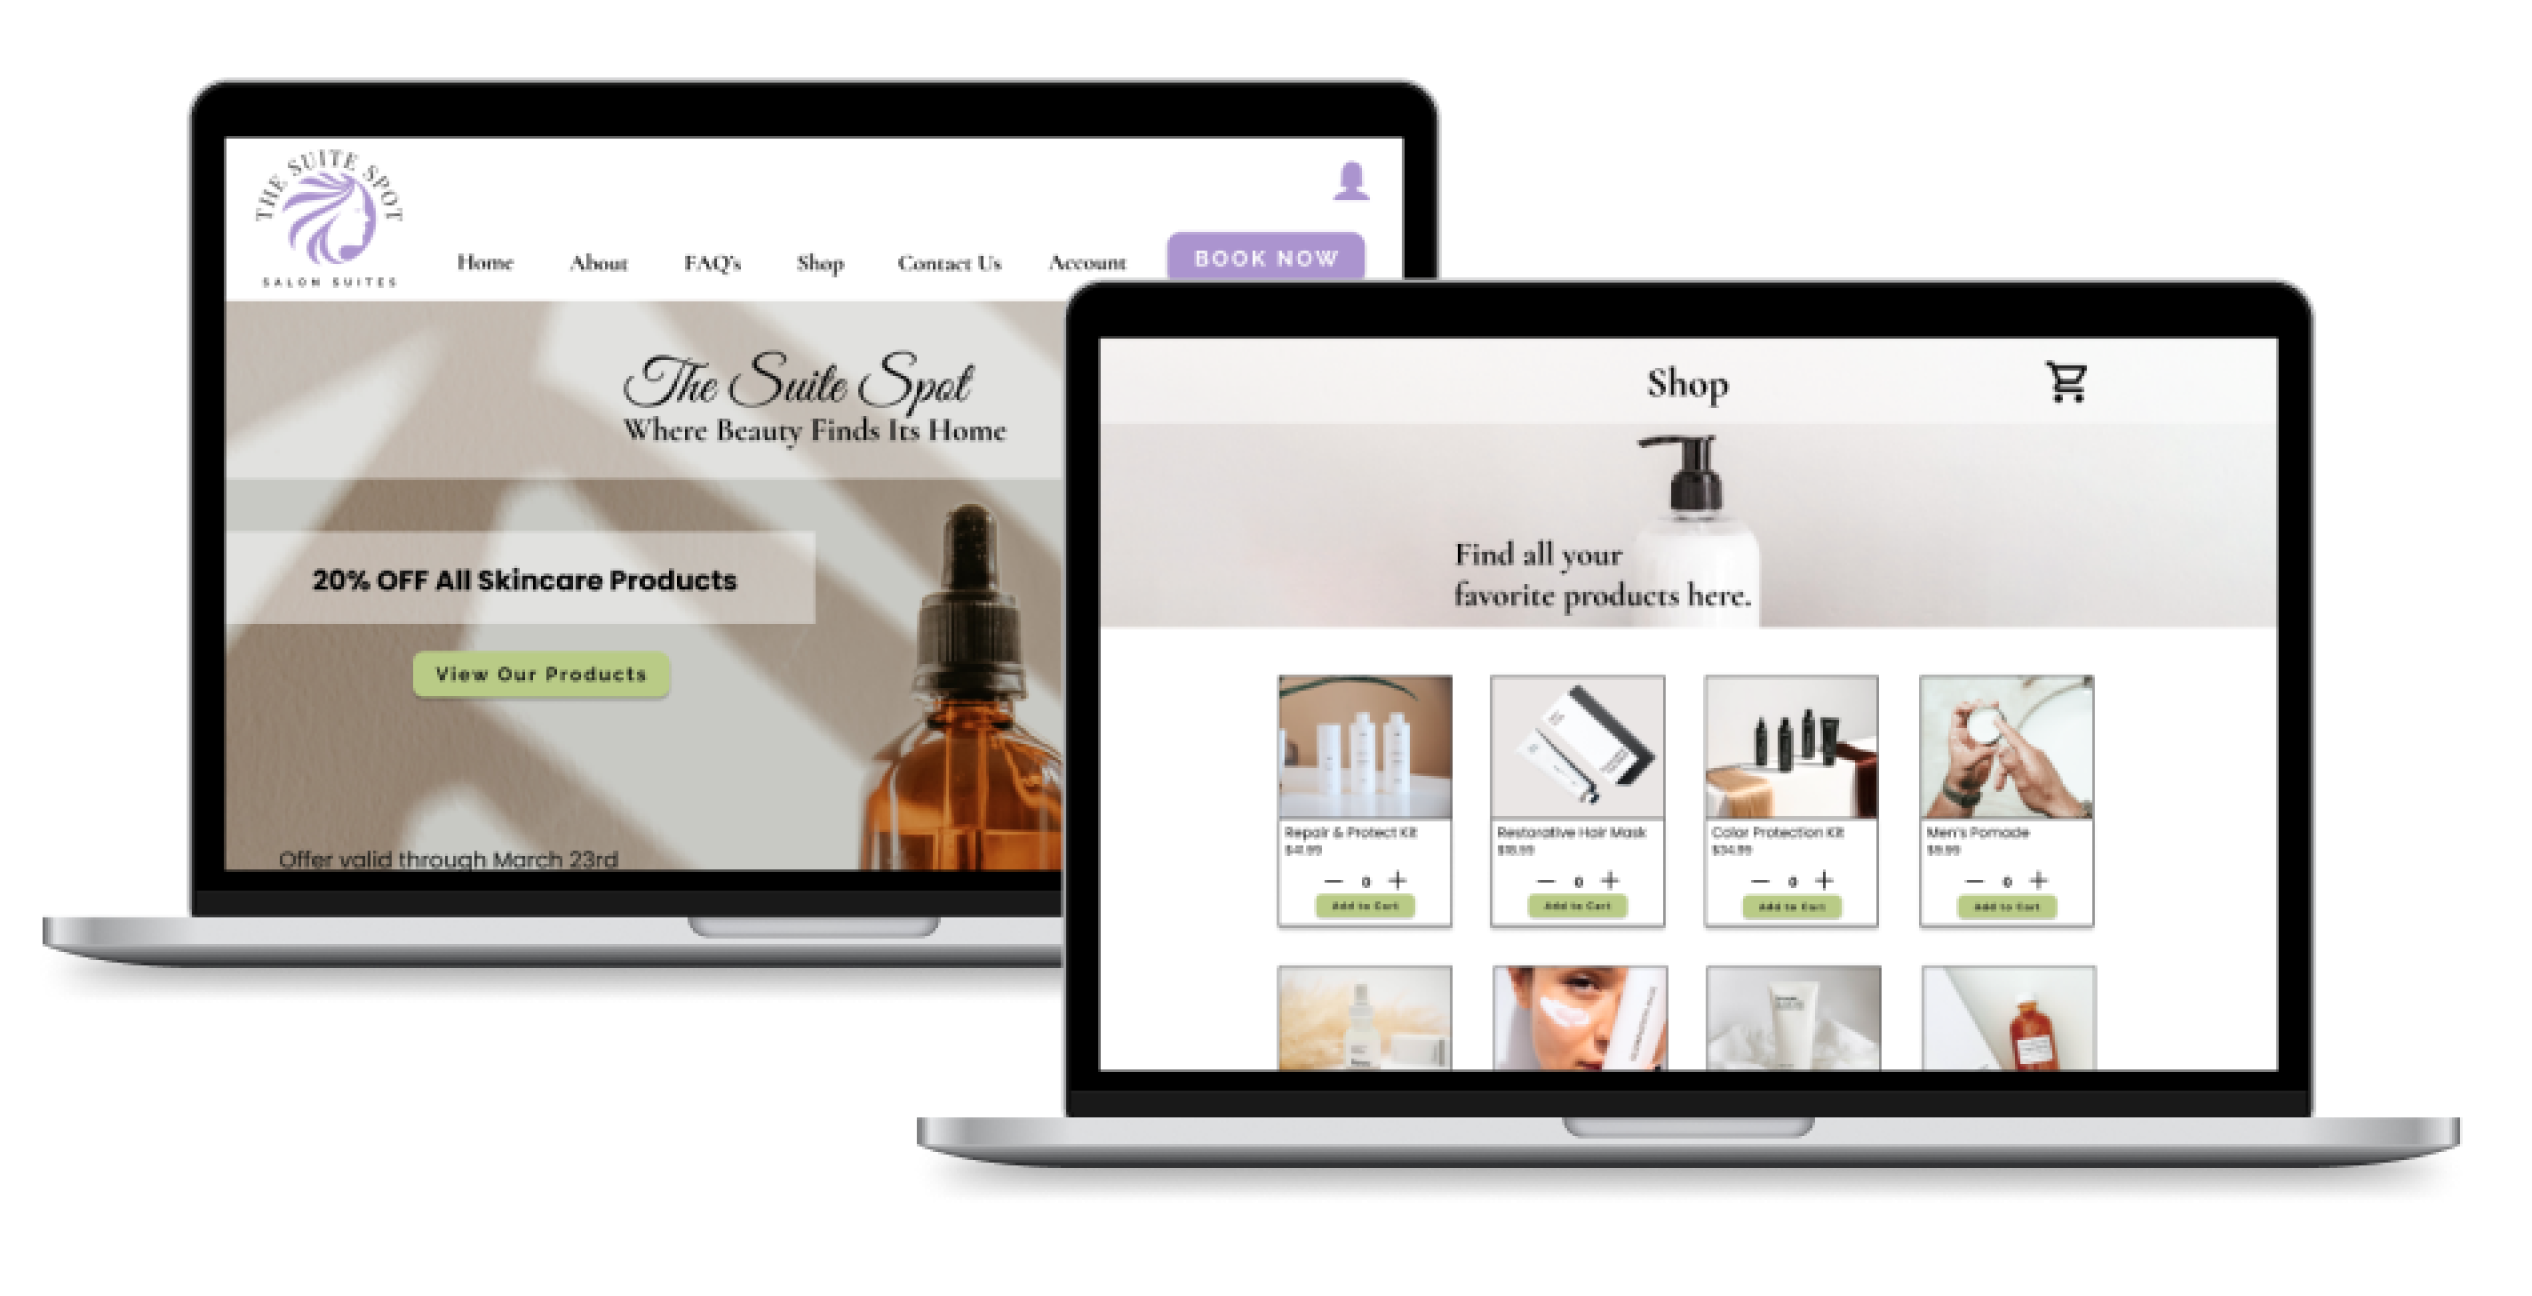 THE SUITE SPOT
SALON SUITES
Home About FAQ's Shop Contact Us Account BOOK NOW
The Suite Spot
Where Beauty Finds Its Home
20% OFF All Skincare Products
View Our Products
Offer valid through March 23rd
Shop
Find all your
favorite products here.
Repair & Protect Kit
$41.99
Restorative Hair Mask
$18.99
Color Protection Kit
$34.99
Men's Pomade
$9.99
— 0 +
— 0 +
— 0 +
— 0 +
Add to Cart
Add to Cart
Add to Cart
Add to Cart